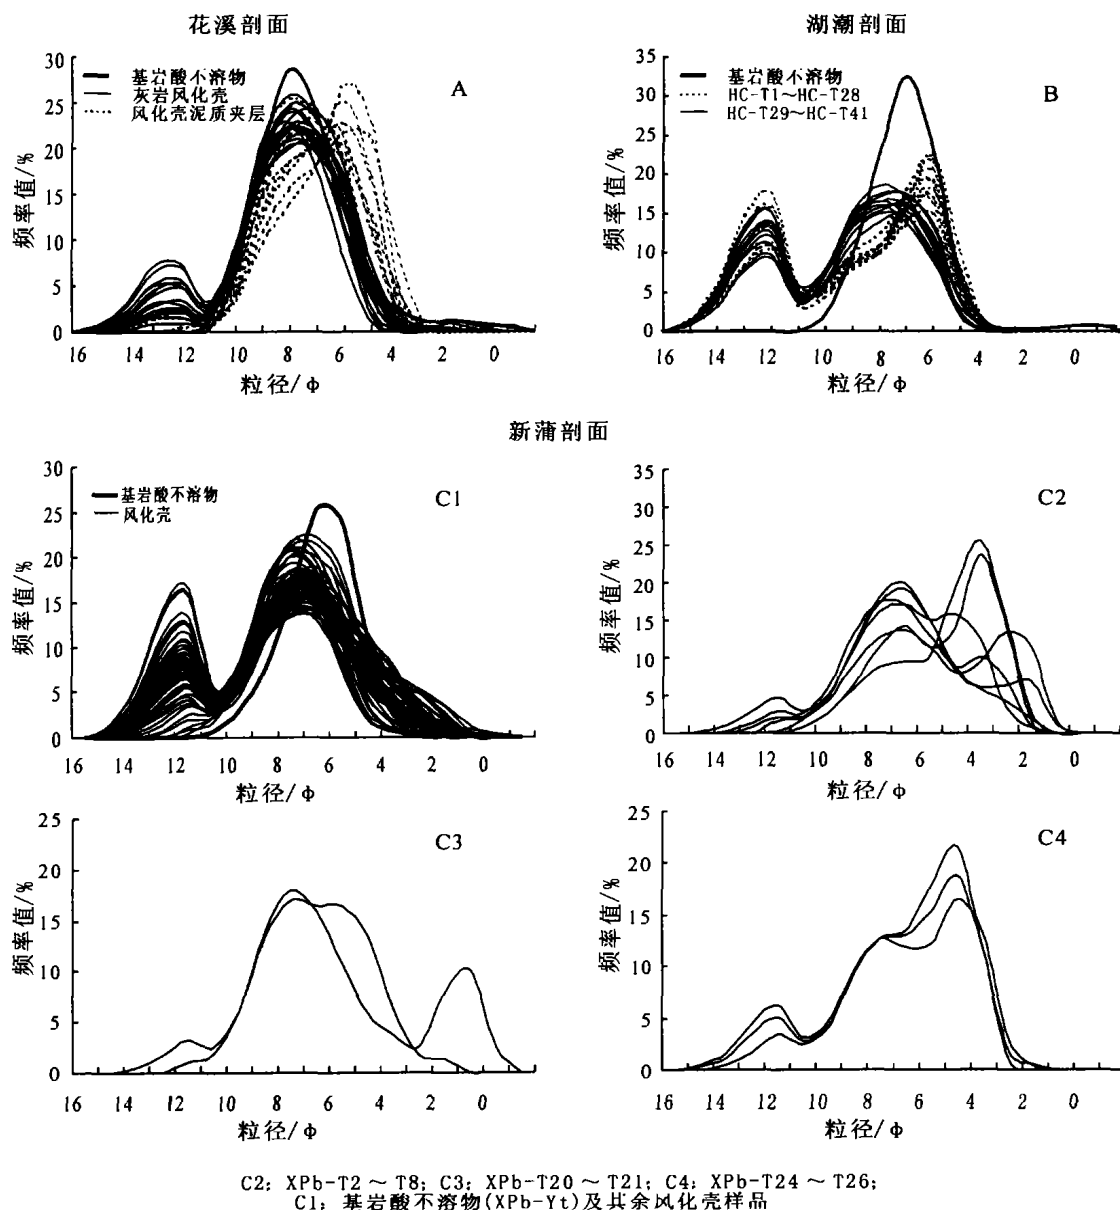 花溪剖面
湖潮剖面
基岩酸不溶物
灰岩风化壳
风化壳泥质夹层
A
频率值/%
30
25
20
15
10
5
0
14 12 10 8 6 4 2 0
粒径/Φ
基岩酸不溶物
HC-T1~HC-T28
HC-T29~HC-T41
B
频率值/%
35
30
25
20
15
10
5
0
14 12 10 8 6 4 2 0
粒径/Φ
新蒲剖面
基岩酸不溶物
风化壳
C1
频率值/%
30
25
20
15
10
5
0
16 14 12 10 8 6 4 2 0
粒径/Φ
C2
频率值/%
35
30
25
20
15
10
5
0
16 14 12 10 8 6 4 2 0
粒径/Φ
C3
频率值/%
25
20
15
10
5
0
16 14 12 10 8 6 4 2 0
粒径/Φ
C4
频率值/%
25
20
15
10
5
0
16 14 12 10 8 6 4 2 0
粒径/Φ
C2: XPb-T2 ~ T8; C3: XPb-T20 ~ T21; C4: XPb-T24 ~ T26;
C1: 基岩酸不溶物(XPb-Yt)及其余风化壳样品